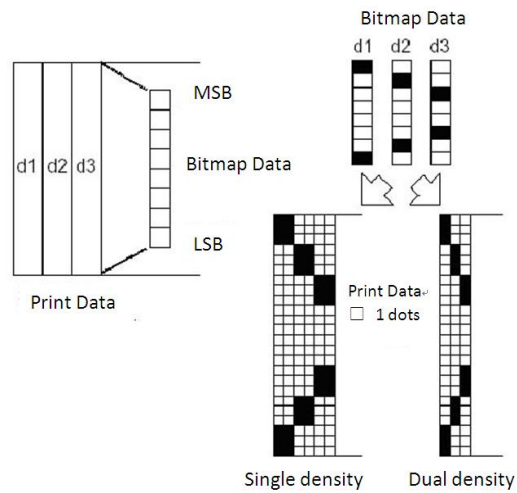 Bitmap Data
d1 d2 d3
MSB
d1 d2 d3
Bitmap Data
LSB
Print Data
Print Data
1 dots
Single density
Dual density